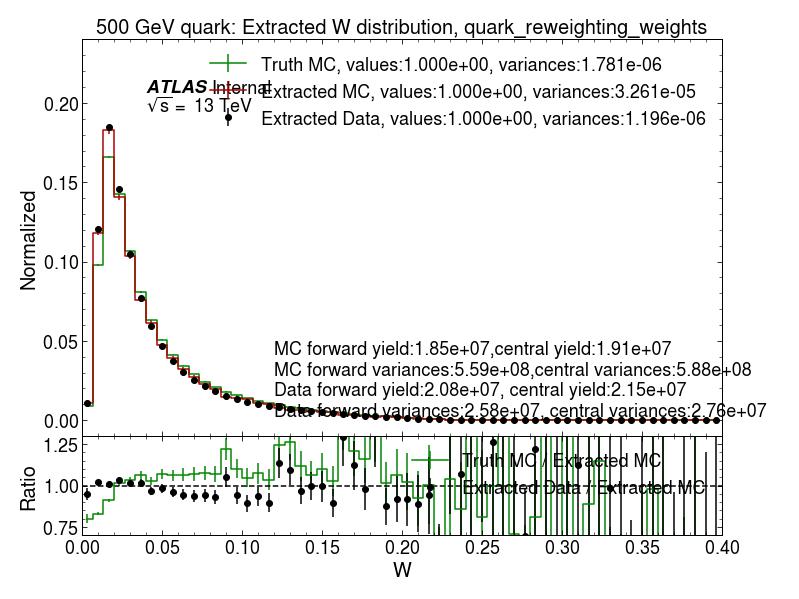 500 GeV quark: Extracted W distribution, quark_reweighting_weights
Truth MC, values:1.000e+00, variances:1.781e-06
ATLAS Internal
Extracted MC, values:1.000e+00, variances:3.261e-05
√s = 13 TeV
Extracted Data, values:1.000e+00, variances:1.196e-06
0.20
0.15
0.10
0.05
0.00
Normalized
MC forward yield:1.85e+07,central yield:1.91e+07
MC forward variances:5.59e+08,central variances:5.88e+08
Data forward yield:2.08e+07, central yield:2.15e+07
Data forward variances:2.58e+07, central variances:2.76e+07
1.25
1.00
0.75
Ratio
Truth MC / Extracted MC
Extracted Data / Extracted MC
0.00 0.05 0.10 0.15 0.20 0.25 0.30 0.35 0.40
W